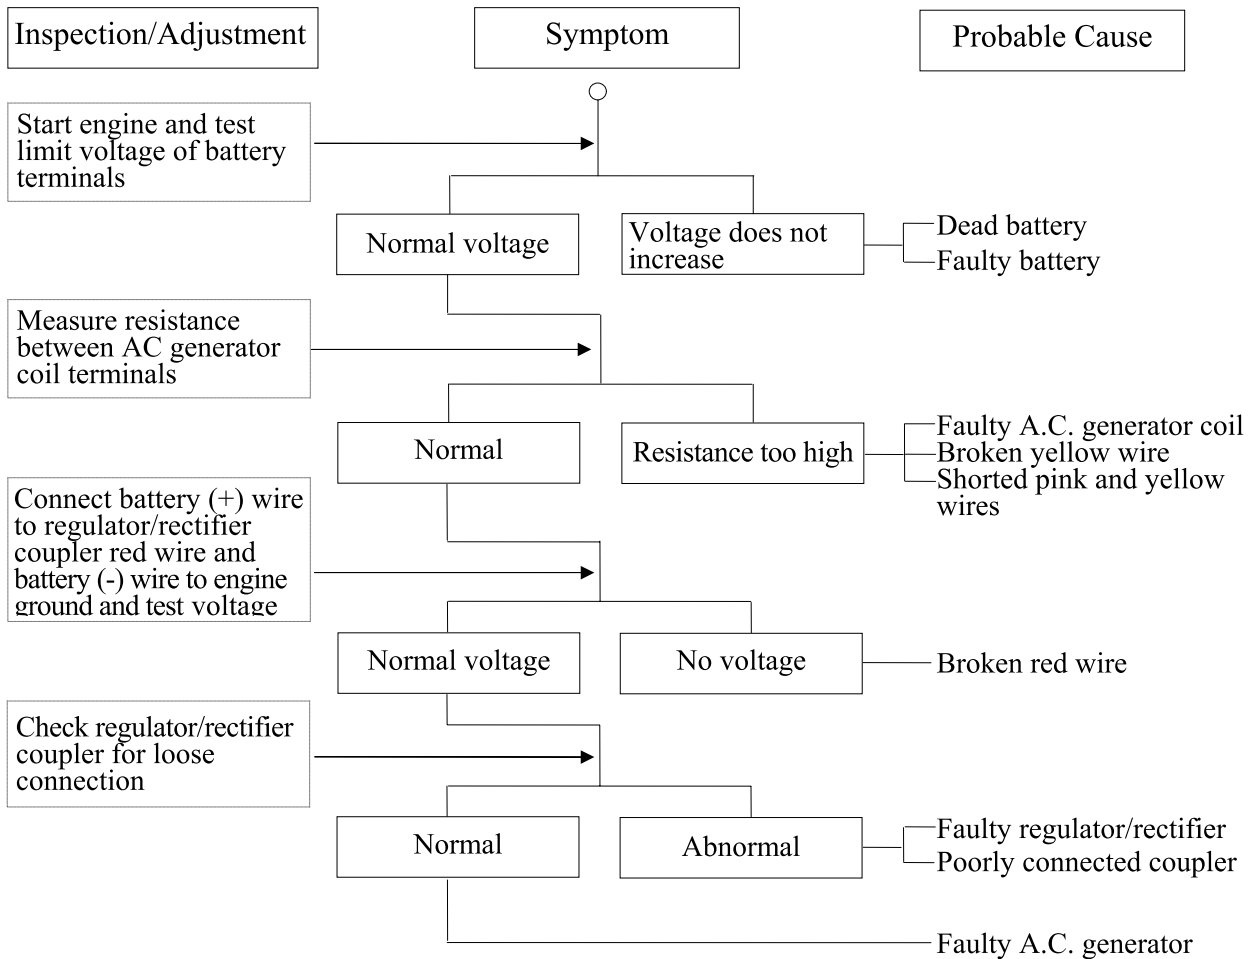 Inspection/Adjustment
Symptom
Probable Cause
Start engine and test
limit voltage of battery
terminals
Normal voltage
Voltage does not
increase
Dead battery
Faulty battery
Measure resistance
between AC generator
coil terminals
Normal
Resistance too high
Faulty A.C. generator coil
Broken yellow wire
Shorted pink and yellow
wires
Connect battery (+) wire
to regulator/rectifier
coupler red wire and
battery (-) wire to engine
ground and test voltage
Normal voltage
No voltage
Broken red wire
Check regulator/rectifier
coupler for loose
connection
Normal
Abnormal
Faulty regulator/rectifier
Poorly connected coupler
Faulty A.C. generator